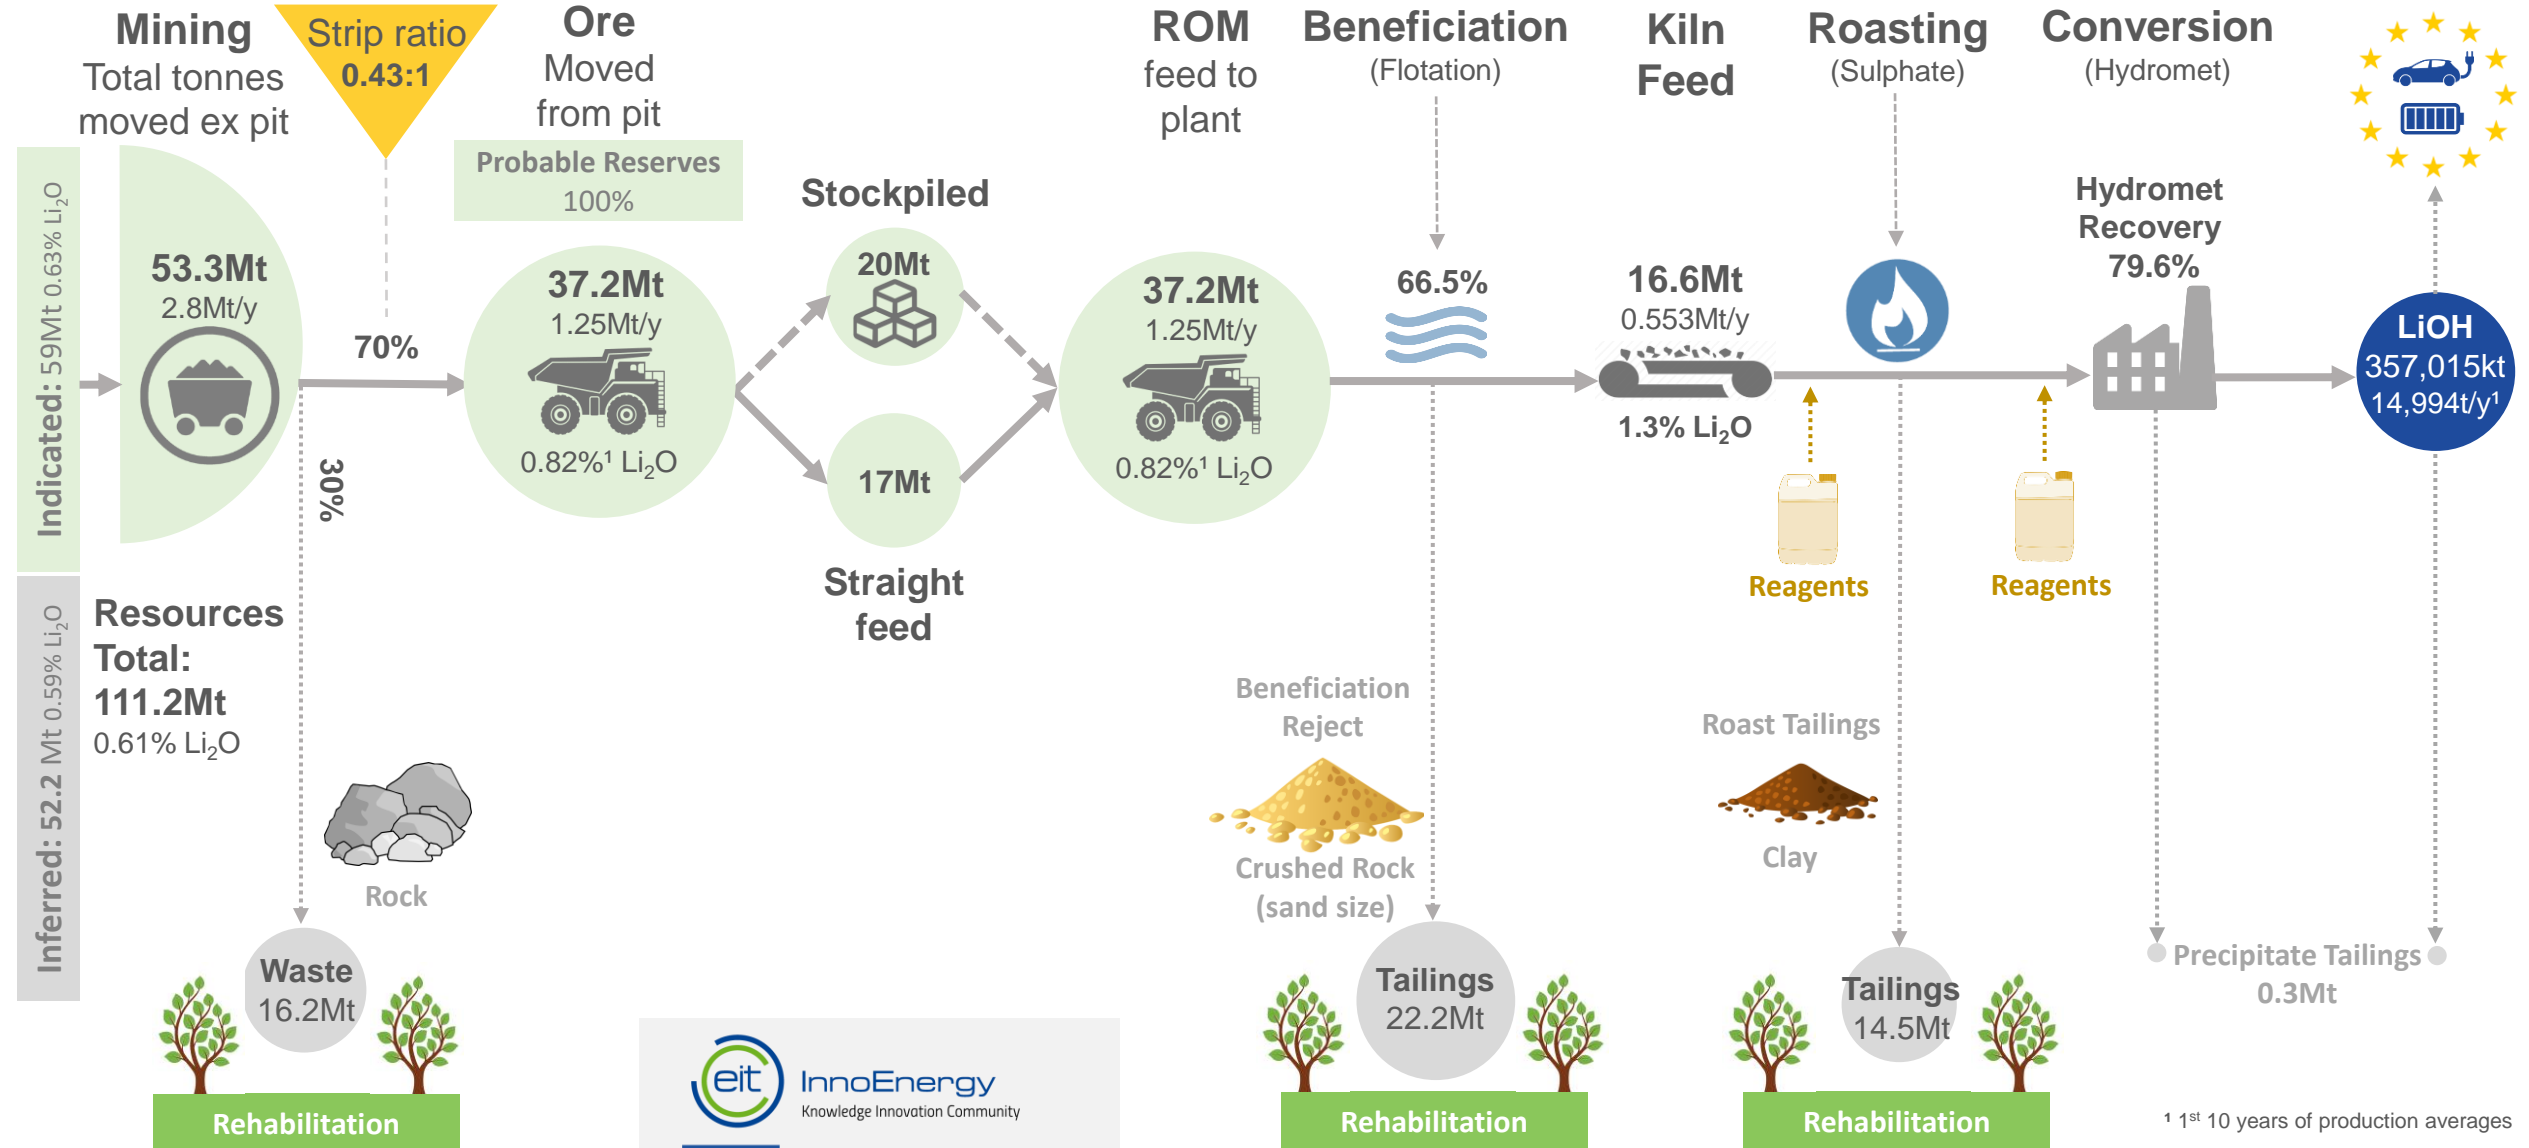 Mining
Total tonnes
moved ex pit
Strip ratio
0.43:1
Ore
Moved
from pit
Probable Reserves
100%
ROM
feed to
plant
Beneficiation
(Flotation)
Kiln
Feed
Roasting
(Sulphate)
Conversion
(Hydromet)
Indicated: 59Mt 0.63% Li₂O
53.3Mt
2.8Mt/y
70%
30%
37.2Mt
1.25Mt/y
0.82%¹ Li₂O
Stockpiled
20Mt
17Mt
Straight
feed
37.2Mt
1.25Mt/y
0.82%¹ Li₂O
66.5%
16.6Mt
0.553Mt/y
1.3% Li₂O
Hydromet
Recovery
79.6%
LiOH
357,015kt
14,994t/y¹
Reagents
Reagents
Inferred: 52.2 Mt 0.59% Li₂O
Resources
Total:
111.2Mt
0.61% Li₂O
Rock
Waste
16.2Mt
Rehabilitation
Beneficiation
Reject
Crushed Rock
(sand size)
Tailings
22.2Mt
Rehabilitation
Roast Tailings
Clay
Tailings
14.5Mt
Rehabilitation
Precipitate Tailings
0.3Mt
eit InnoEnergy
Knowledge Innovation Community
¹ 1st 10 years of production averages